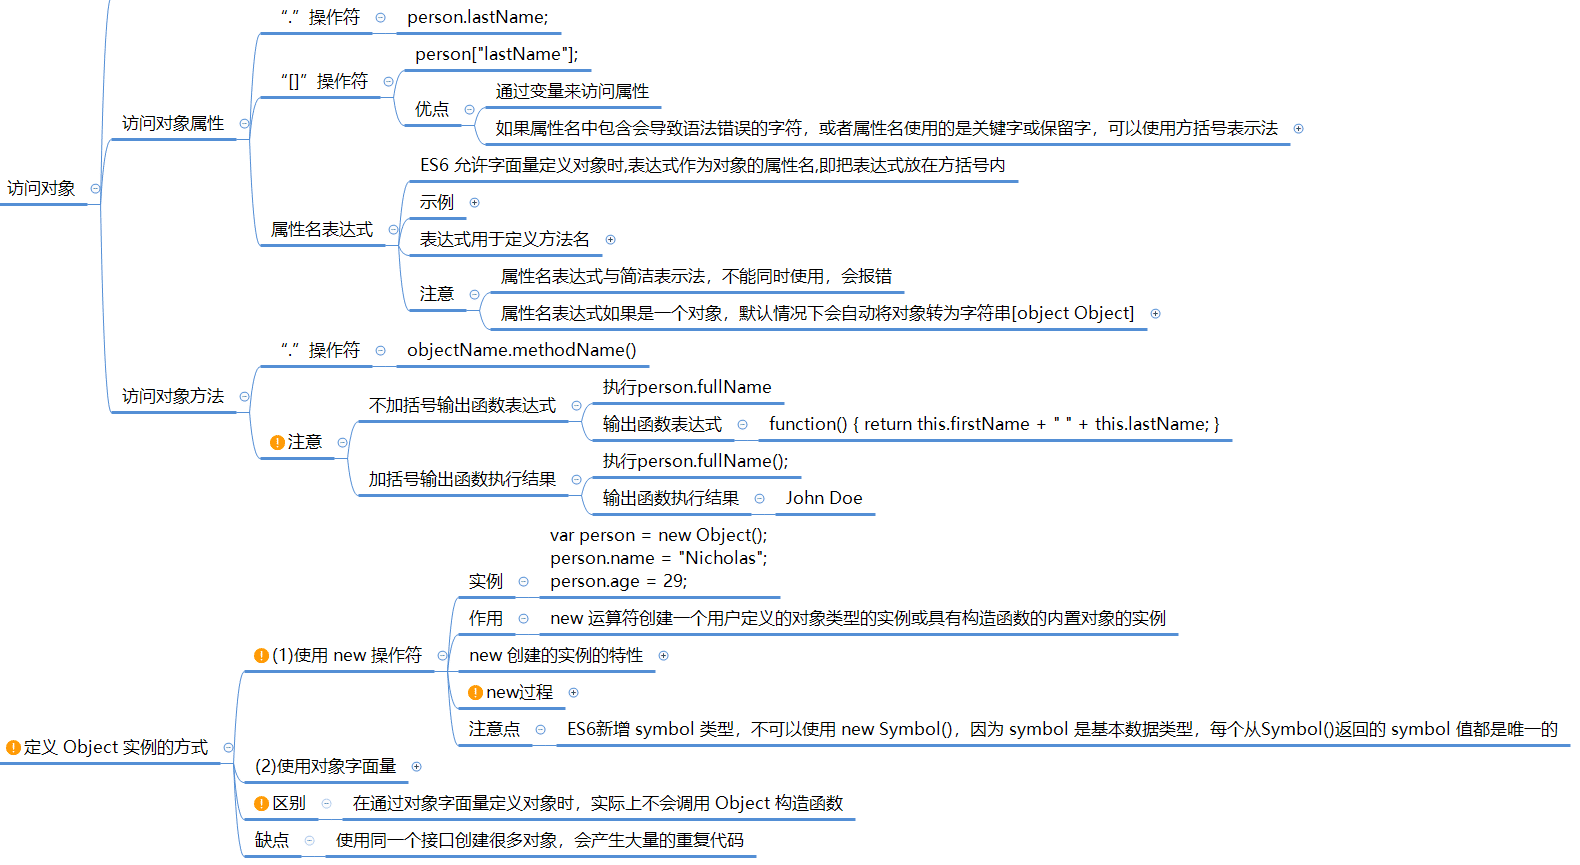 访问对象
访问对象属性
“.”操作符
person.lastName;
“[]”操作符
person["lastName"];
优点
通过变量来访问属性
如果属性名中包含会导致语法错误的字符，或者属性名使用的是关键字或保留字，可以使用方括号表示法
属性名表达式
ES6 允许字面量定义对象时,表达式作为对象的属性名,即把表达式放在方括号内
示例
表达式用于定义方法名
注意
属性名表达式与简洁表示法，不能同时使用，会报错
属性名表达式如果是一个对象，默认情况下会自动将对象转为字符串[object Object]
访问对象方法
“.”操作符
objectName.methodName()
注意
不加括号输出函数表达式
执行person.fullName
输出函数表达式
function() { return this.firstName + " " + this.lastName; }
加括号输出函数执行结果
执行person.fullName();
输出函数执行结果
John Doe
定义 Object 实例的方式
(1)使用 new 操作符
实例
var person = new Object();
person.name = "Nicholas";
person.age = 29;
作用
new 运算符创建一个用户定义的对象类型的实例或具有构造函数的内置对象的实例
new 创建的实例的特性
new过程
注意点
ES6新增 symbol 类型，不可以使用 new Symbol()，因为 symbol 是基本数据类型，每个从Symbol()返回的 symbol 值都是唯一的
(2)使用对象字面量
区别
在通过对象字面量定义对象时，实际上不会调用 Object 构造函数
缺点
使用同一个接口创建很多对象，会产生大量的重复代码